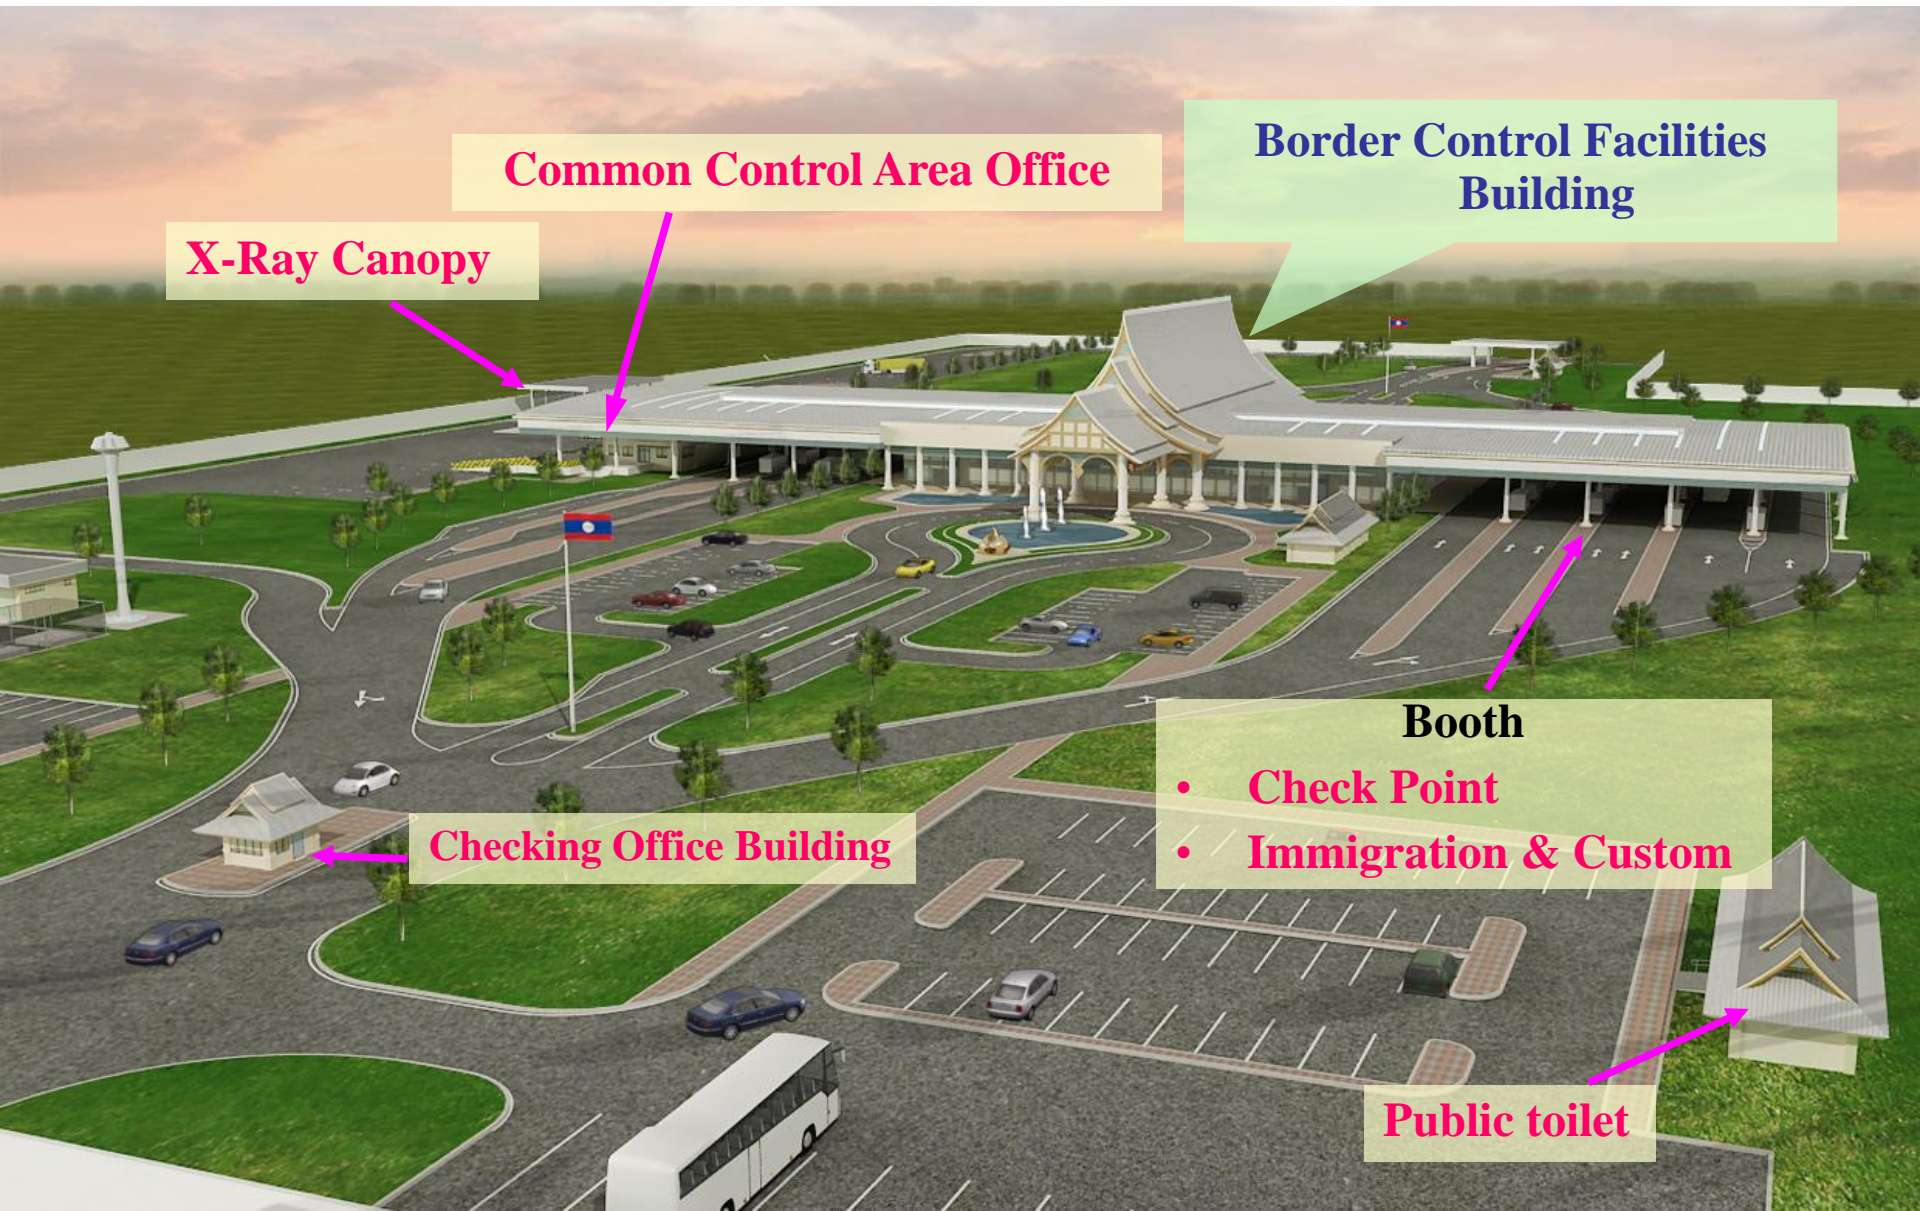 Border Control Facilities
Building
Common Control Area Office
X-Ray Canopy
Booth
• Check Point
• Immigration & Custom
Checking Office Building
Public toilet